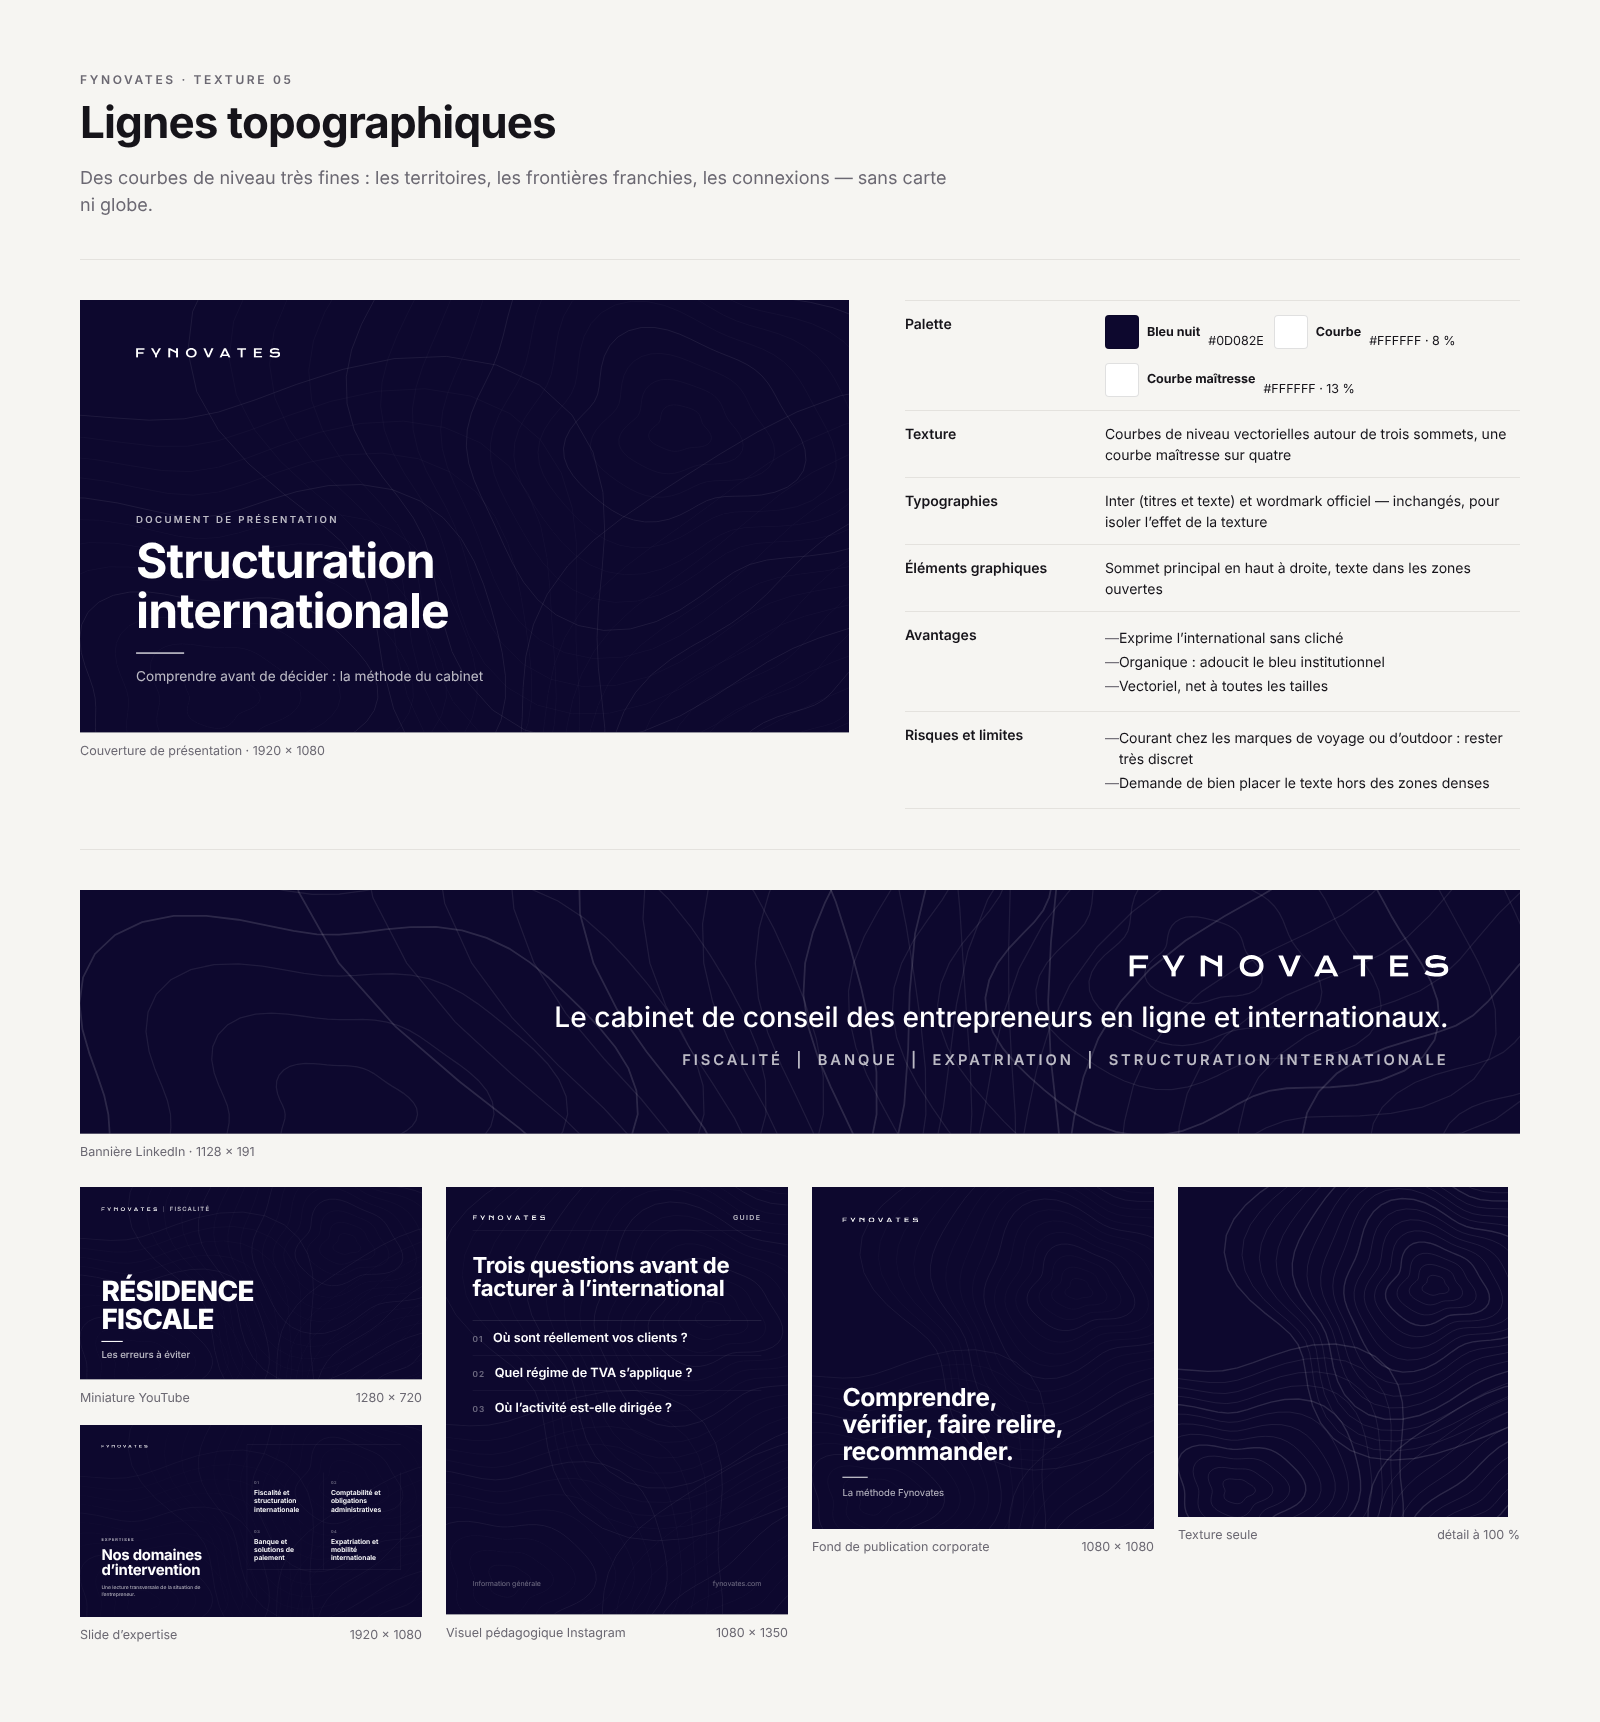 FYNOVATES · TEXTURE 05
Lignes topographiques
Des courbes de niveau très fines : les territoires, les frontières franchies, les connexions — sans carte
ni globe.
FYNOVATES
DOCUMENT DE PRÉSENTATION
Structuration
internationale
Comprendre avant de décider : la méthode du cabinet
Couverture de présentation · 1920 × 1080
Palette
Bleu nuit #0D082E Courbe #FFFFFF · 8 %
Courbe maîtresse #FFFFFF · 13 %
Texture
Courbes de niveau vectorielles autour de trois sommets, une
courbe maîtresse sur quatre
Typographies
Inter (titres et texte) et wordmark officiel — inchangés, pour
isoler l’effet de la texture
Éléments graphiques
Sommet principal en haut à droite, texte dans les zones
ouvertes
Avantages
—Exprime l’international sans cliché
—Organique : adoucit le bleu institutionnel
—Vectoriel, net à toutes les tailles
Risques et limites
—Courant chez les marques de voyage ou d’outdoor : rester
très discret
—Demande de bien placer le texte hors des zones denses
FYNOVATES
Le cabinet de conseil des entrepreneurs en ligne et internationaux.
FISCALITÉ | BANQUE | EXPATRIATION | STRUCTURATION INTERNATIONALE
Bannière LinkedIn · 1128 × 191
FYNOVATES | FISCALITÉ
RÉSIDENCE
FISCALE
Les erreurs à éviter
Miniature YouTube 1280 × 720
FYNOVATES
EXPERTISES
Nos domaines
d’intervention
Une lecture transversale de la situation de
l’entrepreneur.
01
Fiscalité et
structuration
internationale
02
Comptabilité et
obligations
administratives
03
Banque et
solutions de
paiement
04
Expatriation et
mobilité
internationale
Slide d’expertise 1920 × 1080
FYNOVATES GUIDE
Trois questions avant de
facturer à l’international
01 Où sont réellement vos clients ?
02 Quel régime de TVA s’applique ?
03 Où l’activité est-elle dirigée ?
Information générale fynovates.com
Visuel pédagogique Instagram 1080 × 1350
FYNOVATES
Comprendre,
vérifier, faire relire,
recommander.
La méthode Fynovates
Fond de publication corporate 1080 × 1080
Texture seule détail à 100 %